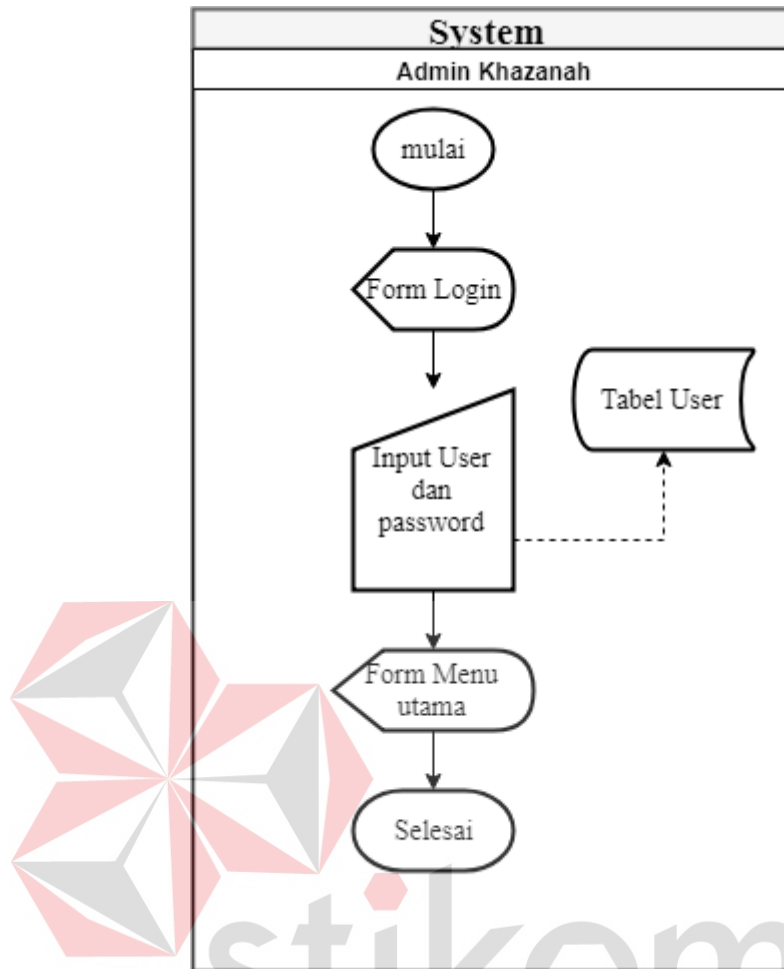 System
Admin Khazanah
mulai
Form Login
Tabel User
Input User
dan
password
Form Menu
utama
Selesai
stikom